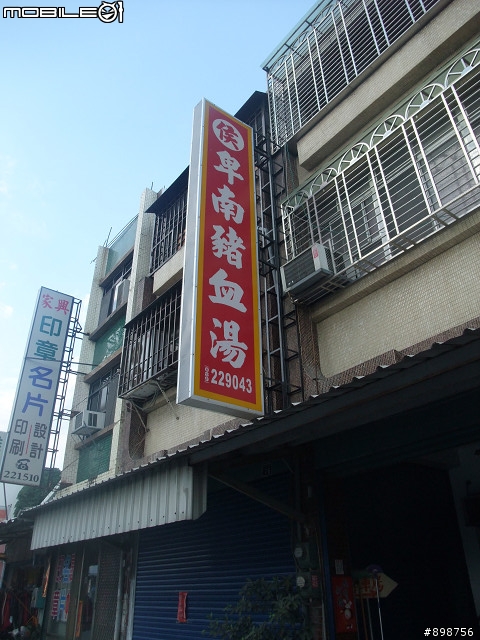 mobile01
侯
卑南豬血湯
089 229043
家興
印章名片
印刷設計
221510
#898756